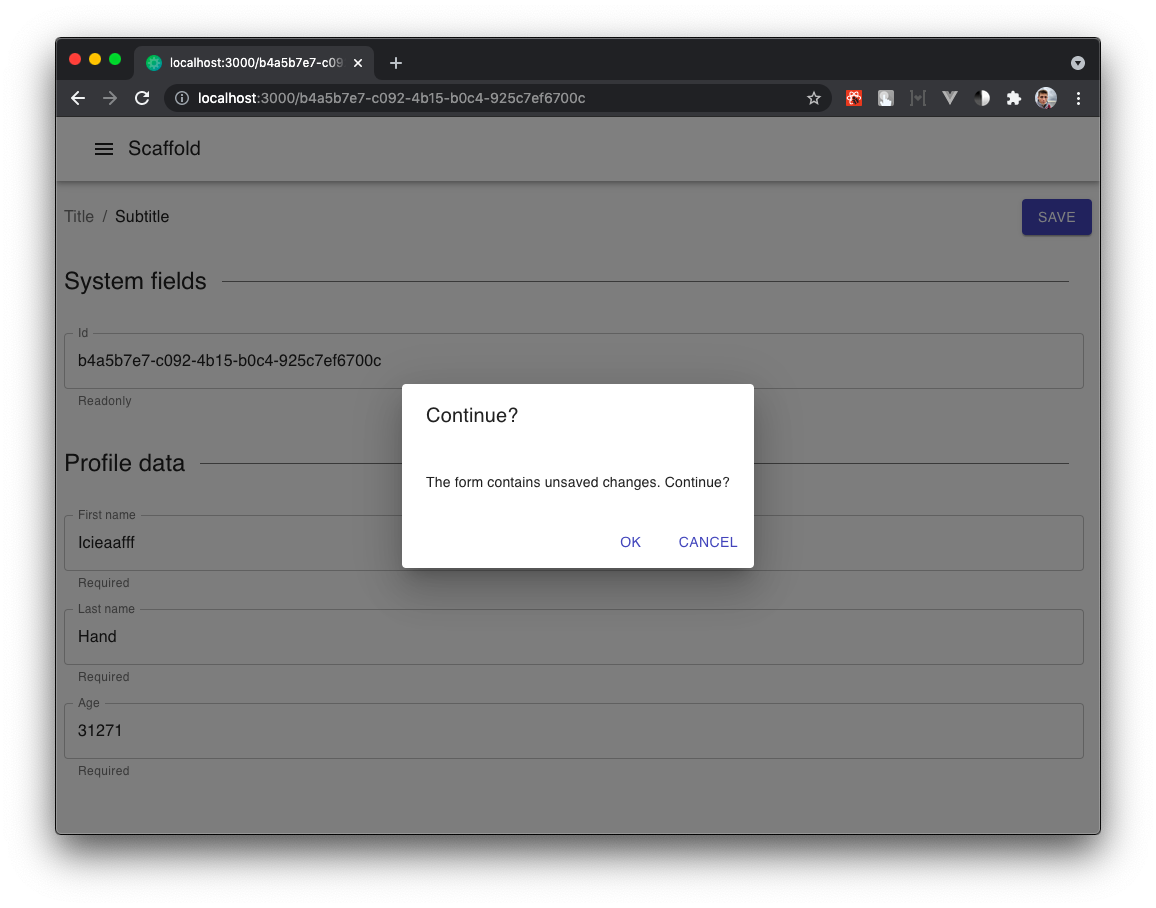 localhost:3000/b4a5b7e7-c09
localhost:3000/b4a5b7e7-c092-4b15-b0c4-925c7ef6700c
Scaffold
Title / Subtitle
SAVE
System fields
Id
b4a5b7e7-c092-4b15-b0c4-925c7ef6700c
Readonly
Continue?
The form contains unsaved changes. Continue?
OK CANCEL
Profile data
First name
Icieaafff
Required
Last name
Hand
Required
Age
31271
Required